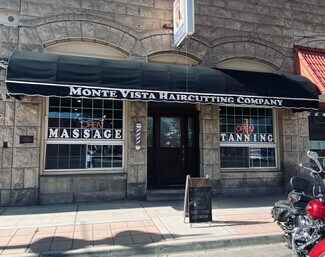 MONTE VISTA HAIRCUTTING COMPANY
OPEN
MASSAGE
OPEN
TANNING